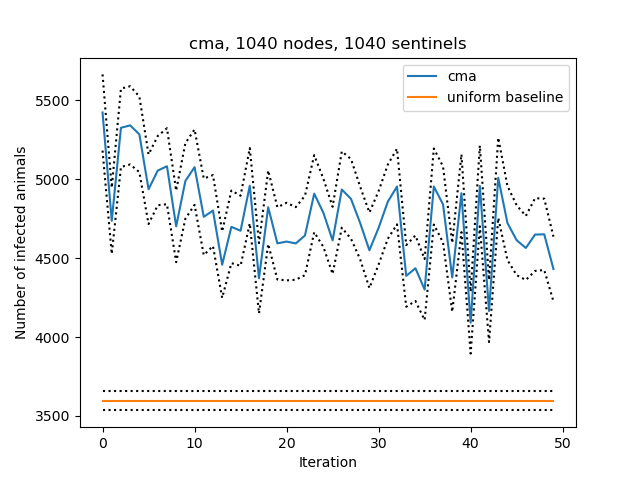 cma, 1040 nodes, 1040 sentinels
cma
uniform baseline
Number of infected animals
5500
5000
4500
4000
3500
0 10 20 30 40 50
Iteration